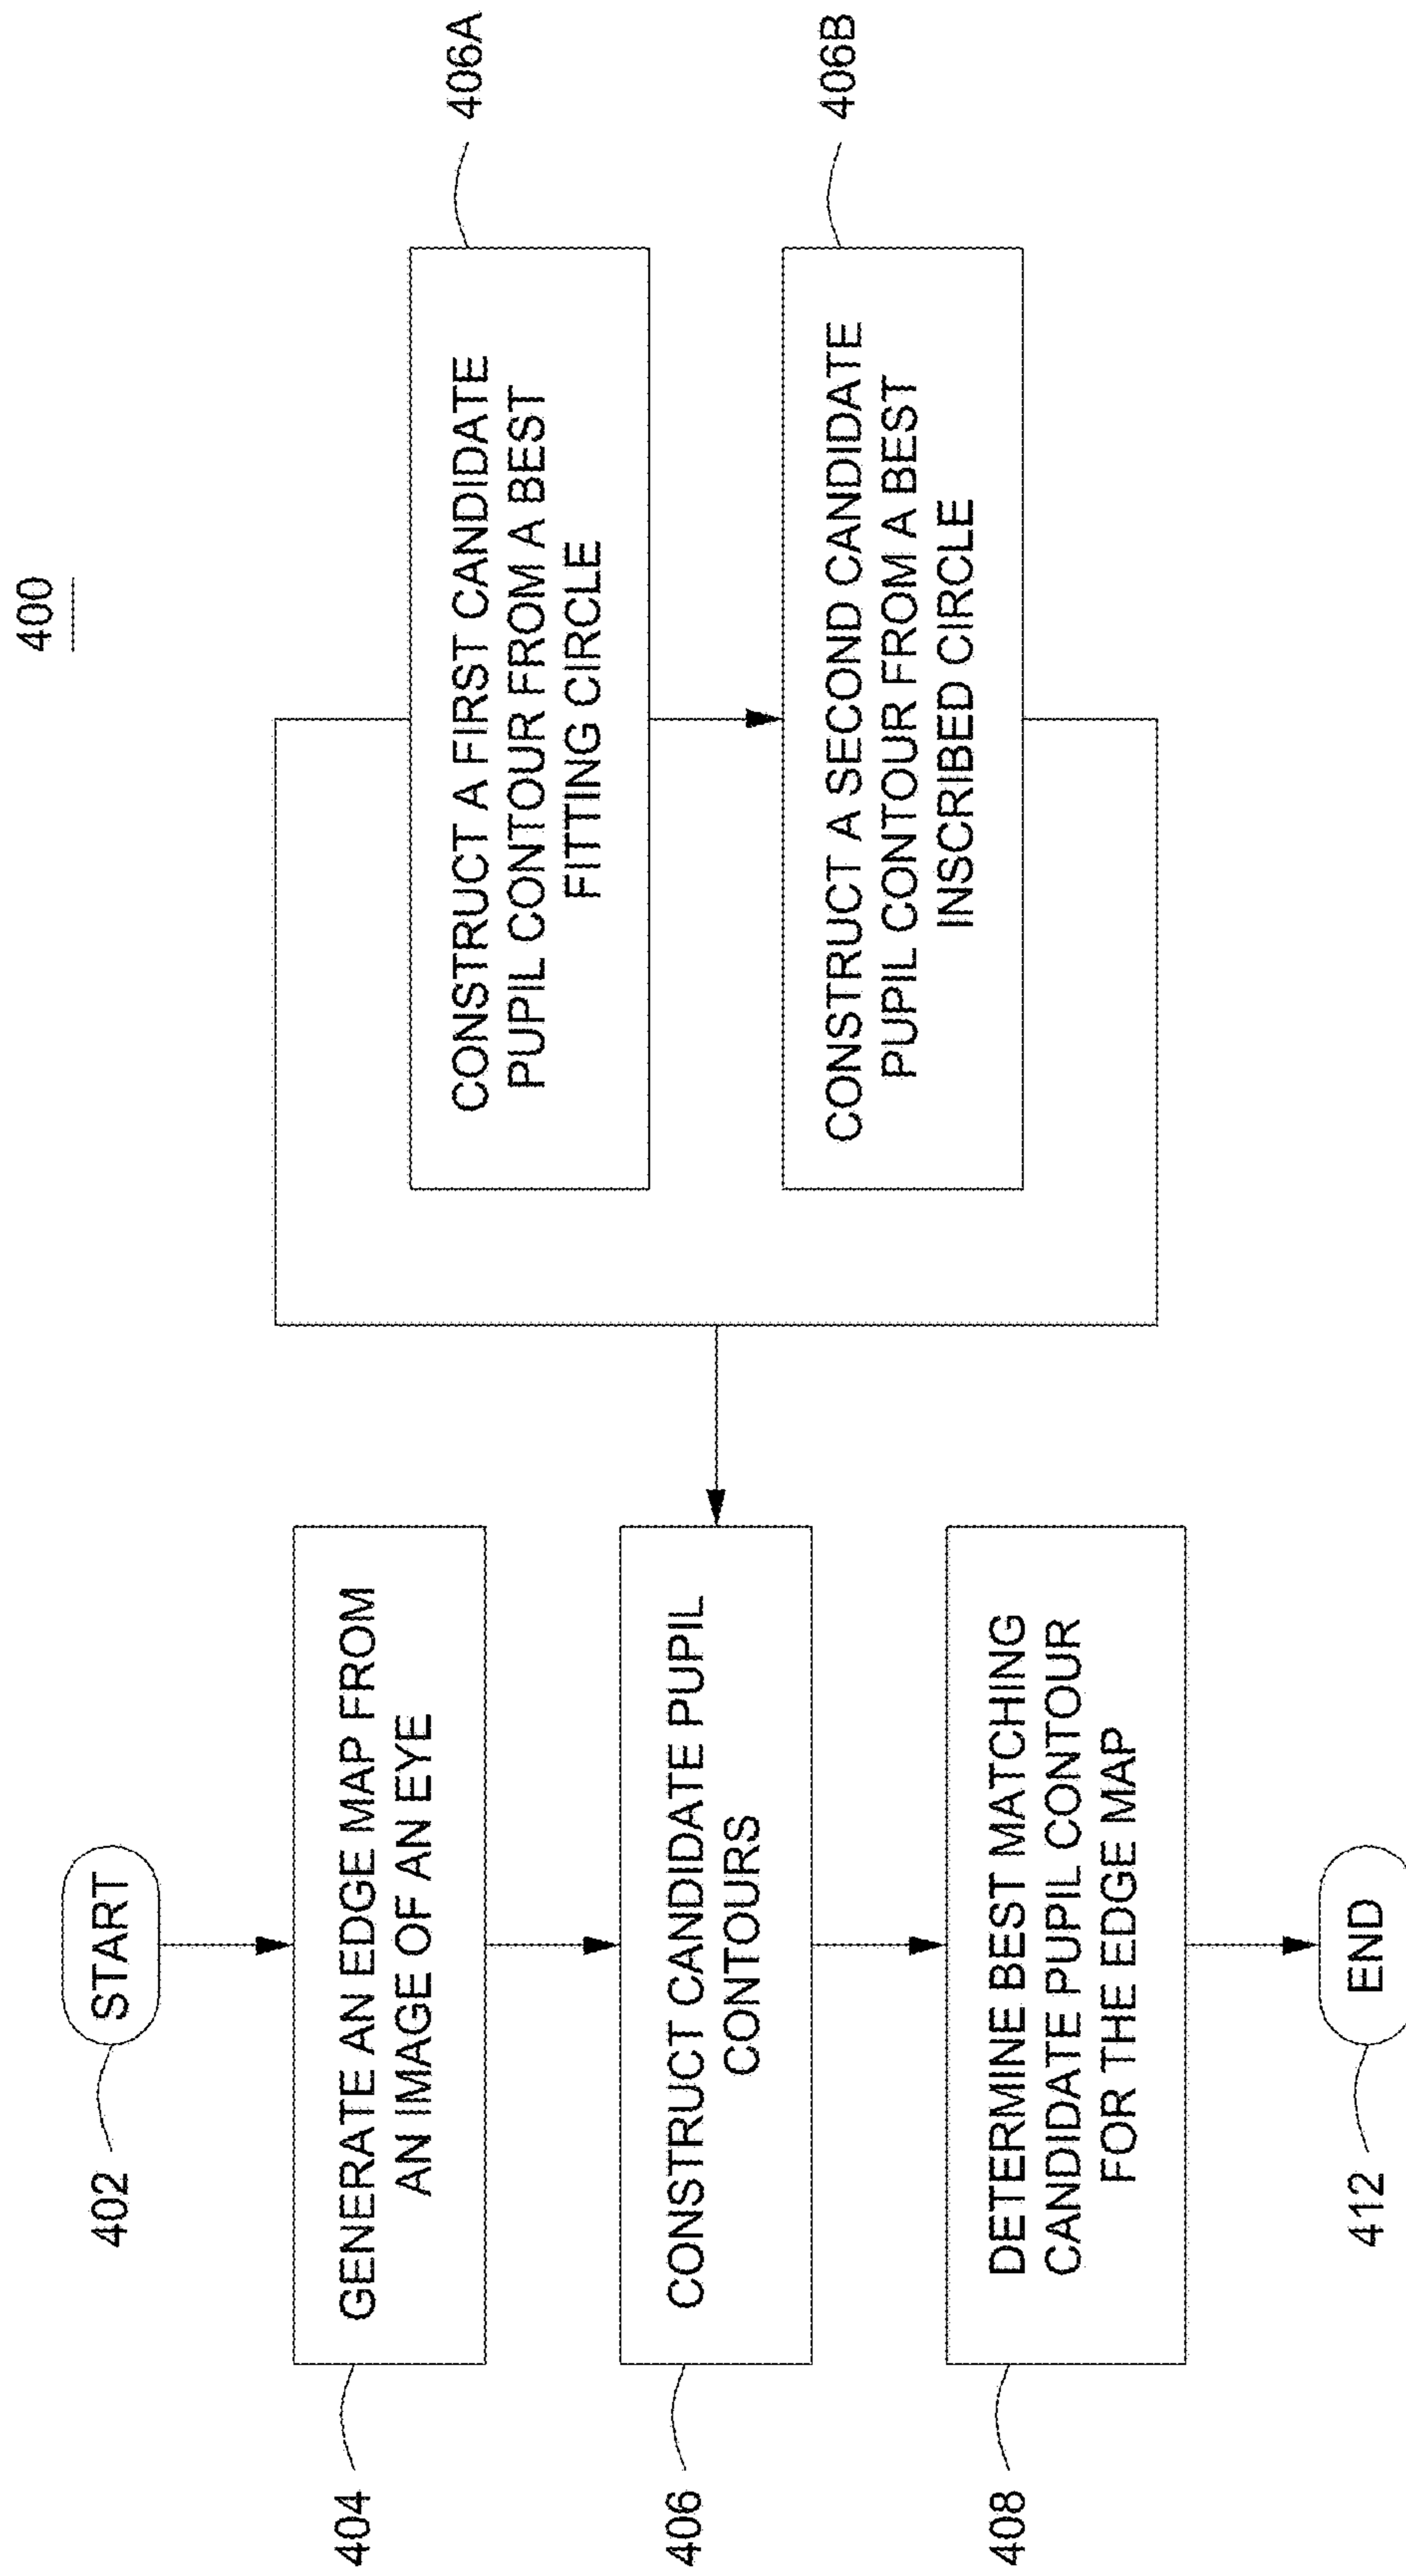 400
402
START
404
GENERATE AN EDGE MAP FROM
AN IMAGE OF AN EYE
406
CONSTRUCT CANDIDATE PUPIL
CONTOURS
408
DETERMINE BEST MATCHING
CANDIDATE PUPIL CONTOUR
FOR THE EDGE MAP
412
END
CONSTRUCT A FIRST CANDIDATE
PUPIL CONTOUR FROM A BEST
FITTING CIRCLE
406A
CONSTRUCT A SECOND CANDIDATE
PUPIL CONTOUR FROM A BEST
INSCRIBED CIRCLE
406B